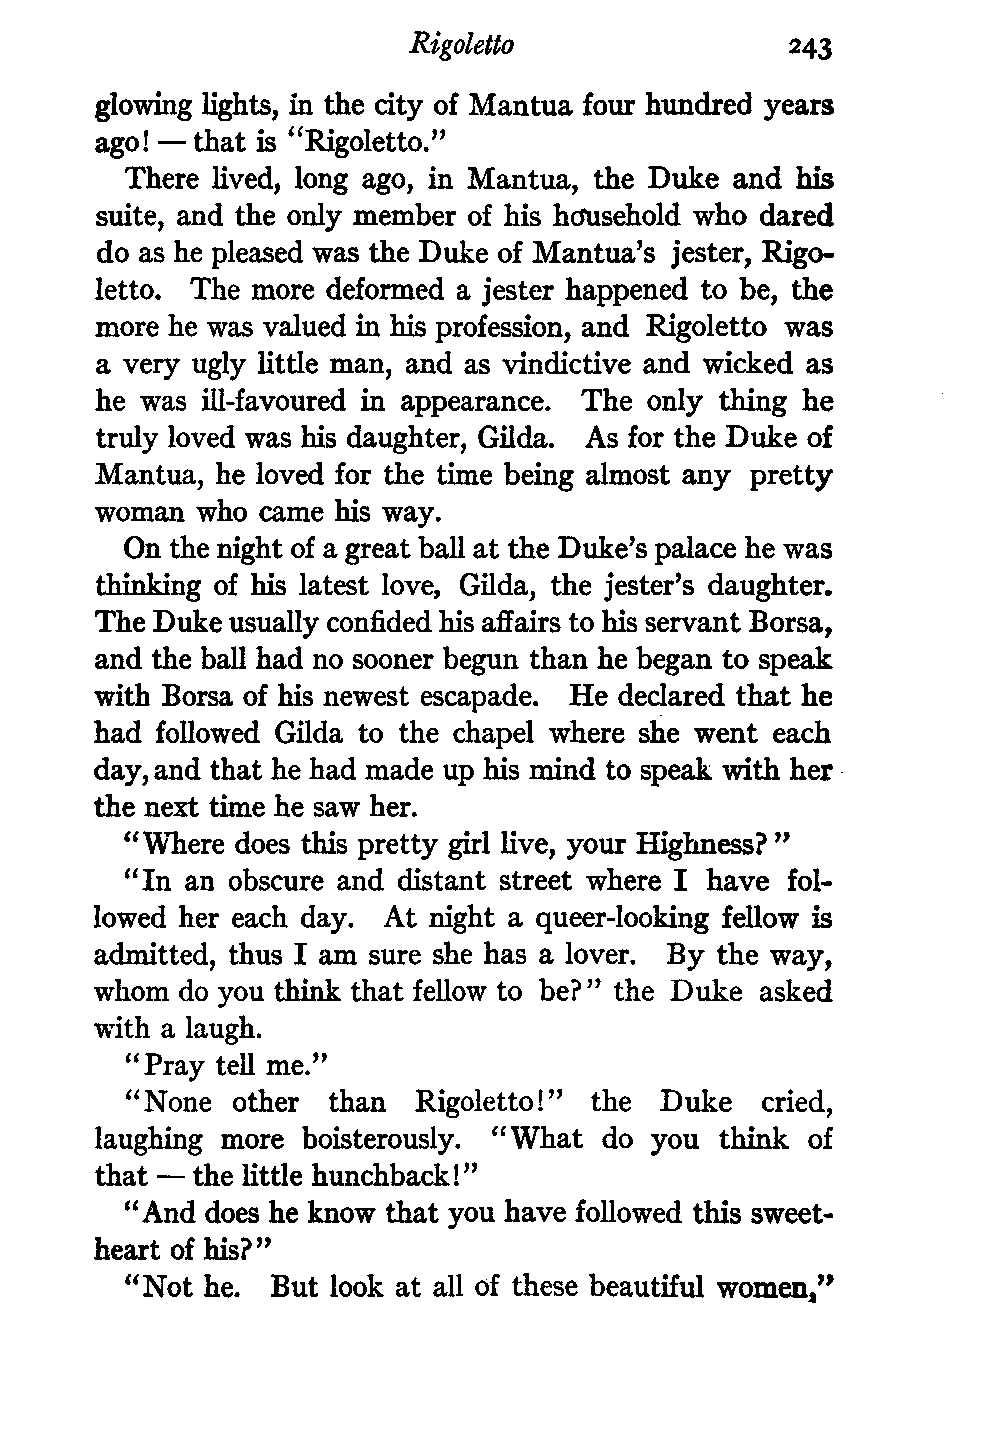 Rigoletto 243
glowing lights, in the city of Mantua four hundred years
ago! — that is "Rigoletto."
There lived, long ago, in Mantua, the Duke and his
suite, and the only member of his household who dared
do as he pleased was the Duke of Mantua's jester, Rigo-
letto. The more deformed a jester happened to be, the
more he was valued in his profession, and Rigoletto was
a very ugly little man, and as vindictive and wicked as
he was ill-favoured in appearance. The only thing he
truly loved was his daughter, Gilda. As for the Duke of
Mantua, he loved for the time being almost any pretty
woman who came his way.
On the night of a great ball at the Duke's palace he was
thinking of his latest love, Gilda, the jester's daughter.
The Duke usually confided his affairs to his servant Borsa,
and the ball had no sooner begun than he began to speak
with Borsa of his newest escapade. He declared that he
had followed Gilda to the chapel where she went each
day, and that he had made up his mind to speak with her
the next time he saw her.
"Where does this pretty girl live, your Highness?"
"In an obscure and distant street where I have fol-
lowed her each day. At night a queer-looking fellow is
admitted, thus I am sure she has a lover. By the way,
whom do you think that fellow to be?" the Duke asked
with a laugh.
"Pray tell me."
"None other than Rigoletto!" the Duke cried,
laughing more boisterously. "What do you think of
that — the little hunchback!"
"And does he know that you have followed this sweet-
heart of his?"
"Not he. But look at all of these beautiful women,"